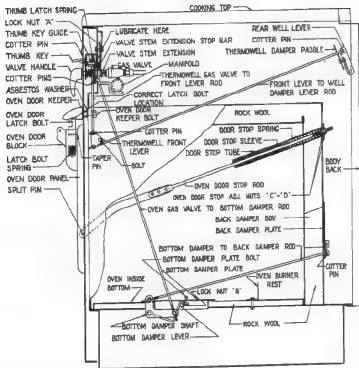 THUMB LATCH SPRING
LOCK NUT "A"
THUMB KEY GUIDE
COTTER PIN
THUMB KEY
VALVE HANDLE
COTTER PINS
ASBESTOS WASHER
OVEN DOOR KEEPER
OVEN DOOR
LATCH BOLT
OVEN DOOR
BLOCK
LATCH BOLT
SPRING
OVEN DOOR PANEL
SPLIT PIN
COOKING TOP
LUBRICATE HERE
VALVE STEM EXTENSION STOP BAR
VALVE STEM EXTENSION
GAS VALVE
MANIFOLD
THERMOWELL GAS VALVE TO
FRONT LEVER ROD
CORRECT LATCH BOLT
LOCATION
OVEN DOOR
KEEPER BOLT
COTTER PIN
THERMOWELL FRONT
LEVER
TAPER
PIN
BOLT
REAR WELL LEVER
COTTER PIN
THERMOWELL DAMPER PADDLE
FRONT LEVER TO WELL
DAMPER LEVER ROD
ROCK WOOL
DOOR STOP SPRING
DOOR STOP SLEEVE
DOOR STOP TUBE
BODY
BACK
OVEN DOOR STOP ROD
OVEN DOOR STOP ADJ. NUTS "C"-"D"
OVEN GAS VALVE TO BOTTOM DAMPER ROD
BACK DAMPER BOX
BACK DAMPER PLATE
BOTTOM DAMPER TO BACK DAMPER ROD
BOTTOM DAMPER PLATE BOLT
BOTTOM DAMPER PLATE
OVEN INSIDE
BOTTOM
OVEN BURNER
REST
COTTER
PIN
LOCK NUT "B"
BOTTOM DAMPER SHAFT
BOTTOM DAMPER LEVER
ROCK WOOL